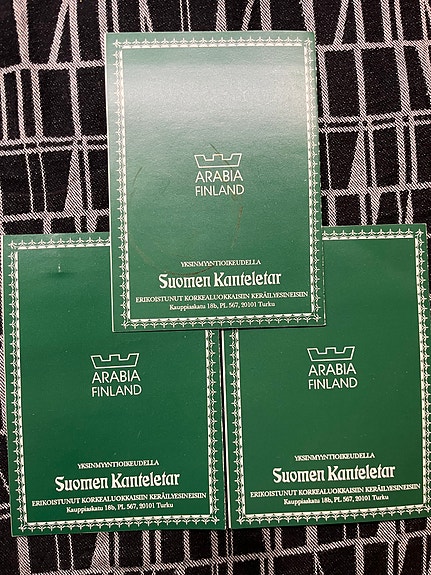 ARABIA
FINLAND
YKSINMYYNTIOIKEUDELLA
Suomen Kanteletar
ERIKOISTUNUT KORKEALUOKKAISIIN KERÄILYESINEISIIN
Kauppiaskatu 18b, PL 567, 20101 Turku
ARABIA
FINLAND
YKSINMYYNTIOIKEUDELLA
Suomen Kanteletar
ERIKOISTUNUT KORKEALUOKKAISIIN KERÄILYESINEISIIN
Kauppiaskatu 18b, PL 567, 20101 Turku
ARABIA
FINLAND
YKSINMYYNTIOIKEUDELLA
Suomen Kanteletar
ERIKOISTUNUT KORKEALUOKKAISIIN KERÄILYESINEISIIN
Kauppiaskatu 18b, PL 567, 20101 Turku